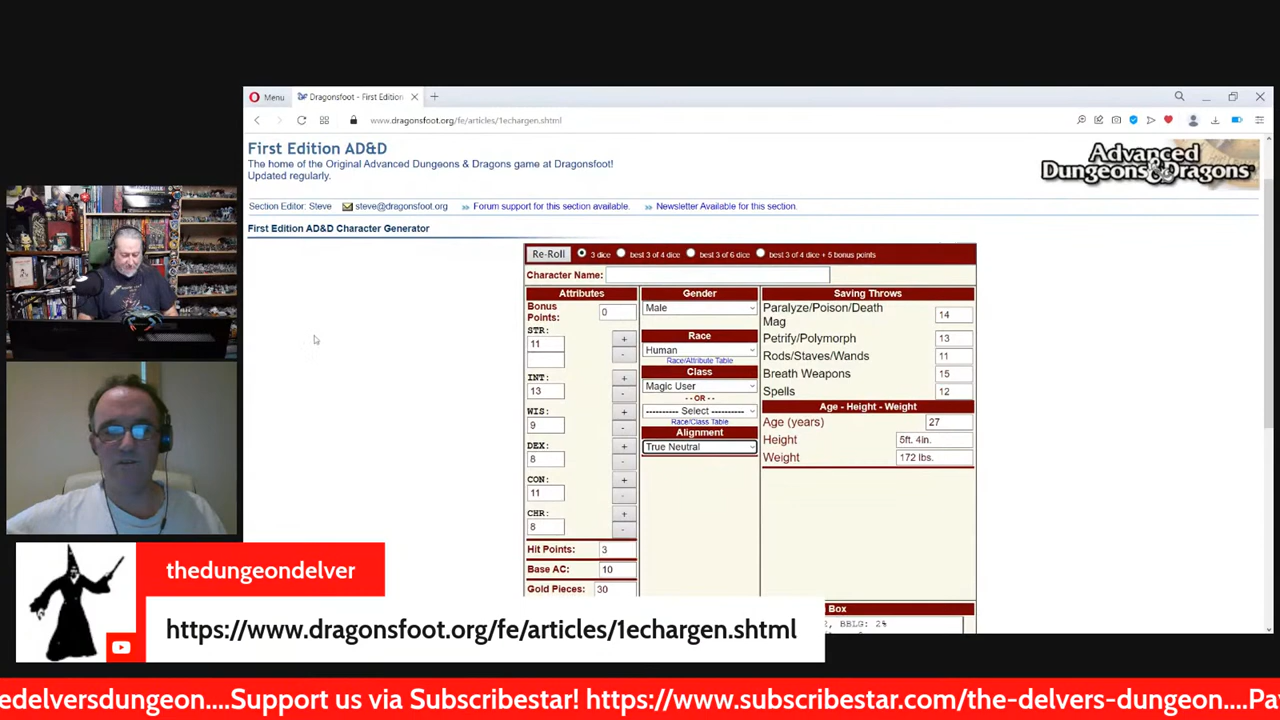 Menu
Dragonsfoot - First Edition
www.dragonsfoot.org/fe/articles/1echargen.shtml
First Edition AD&D
The home of the Original Advanced Dungeons & Dragons game at Dragonsfoot!
Updated regularly.
Advanced
Dungeons & Dragons
Section Editor: Steve
steve@dragonsfoot.org
Forum support for this section available.
Newsletter Available for this section.
First Edition AD&D Character Generator
Re-Roll 3 dice best 3 of 4 dice best 3 of 6 dice best 3 of 4 dice + 5 bonus points
Character Name:
Attributes
Bonus
Points: 0
STR:
11
+
-
INT:
13
+
-
WIS:
9
+
-
DEX:
8
+
-
CON:
11
+
-
CHR:
8
+
-
Hit Points: 3
Base AC: 10
Gold Pieces: 30
Gender
Male
Race
Human
Race/Attribute Table
Class
Magic User
- - OR -
---------- Select ----------
Race/Class Table
Alignment
True Neutral
Saving Throws
Paralyze/Poison/Death
Mag 14
Petrify/Polymorph 13
Rods/Staves/Wands 11
Breath Weapons 15
Spells 12
Age - Height - Weight
Age (years) 27
Height 5ft. 4in.
Weight 172 lbs.
Box
BBLG: 2%
thedungeondelver
https://www.dragonsfoot.org/fe/articles/1echargen.shtml
edelversdungeon....Support us via Subscribestar! https://www.subscribestar.com/the-delvers-dungeon....Pa